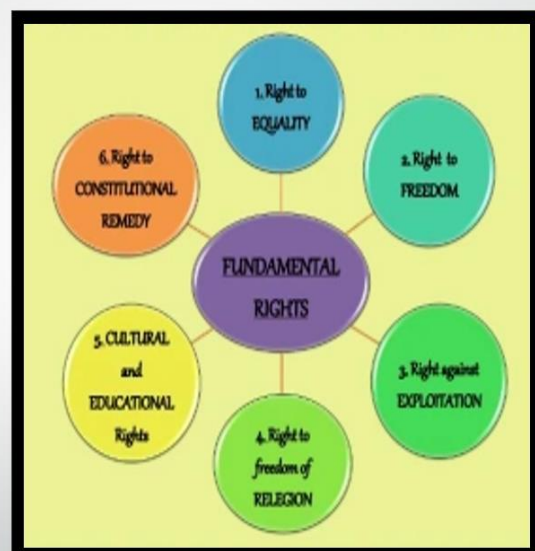 1. Right to
EQUALITY
2. Right to
FREEDOM
3. Right against
EXPLOITATION
4. Right to
freedom of
RELEGION
5. CULTURAL
and
EDUCATIONAL
Rights
6. Right to
CONSTITUTIONAL
REMEDY
FUNDAMENTAL
RIGHTS